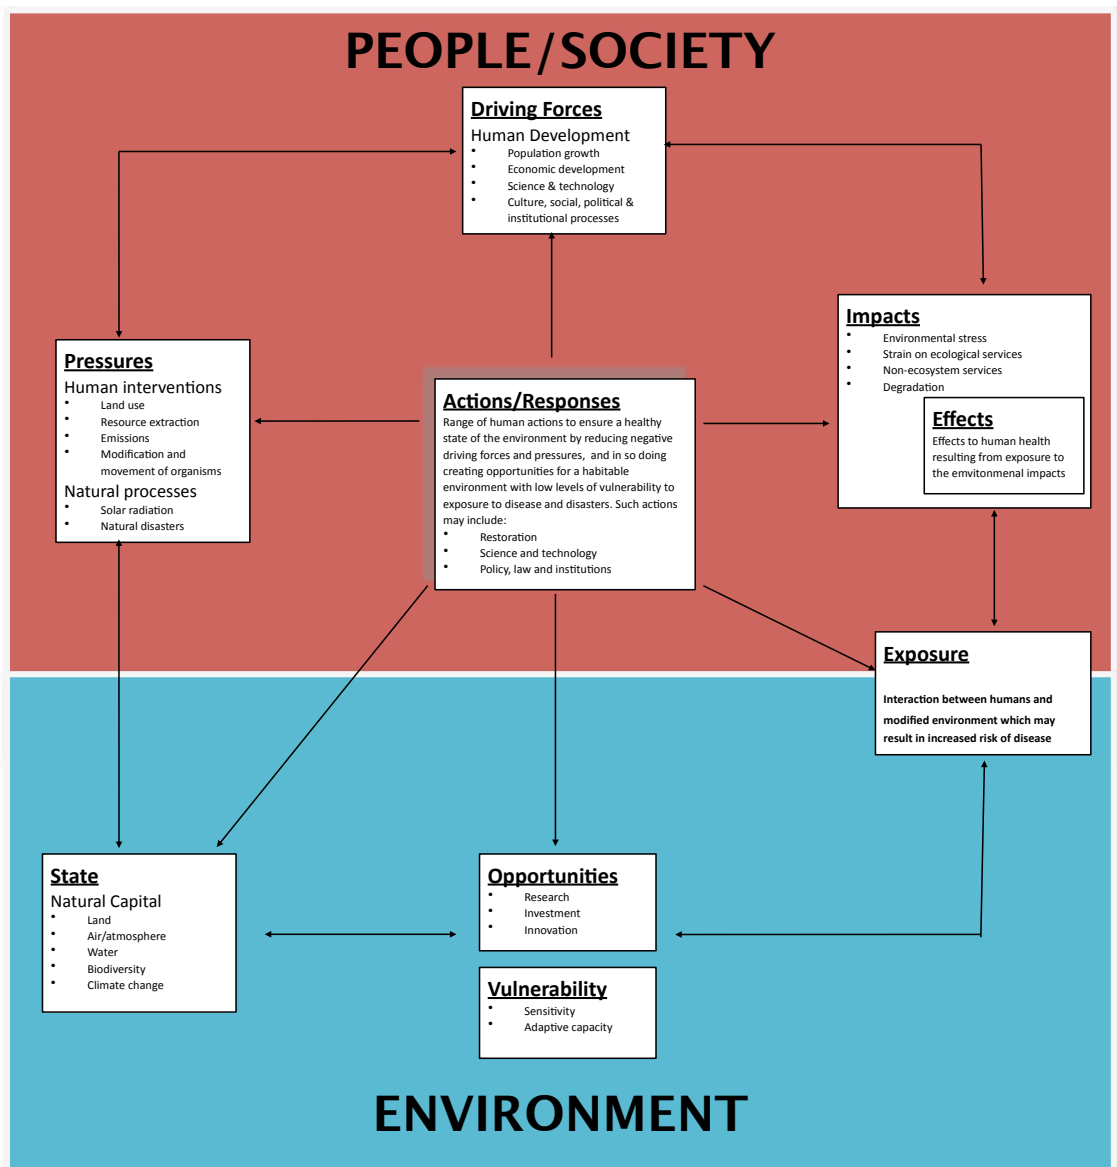 PEOPLE/SOCIETY
Driving Forces
Human Development
• Population growth
• Economic development
• Science & technology
• Culture, social, political &
institutional processes
Impacts
• Environmental stress
• Strain on ecological services
• Non-ecosystem services
• Degradation
Effects
Effects to human health
resulting from exposure to
the emvitonmenal impacts
Pressures
Human interventions
• Land use
• Resource extraction
• Emissions
• Modification and
movement of organisms
Natural processes
• Solar radiation
• Natural disasters
Actions/Responses
Range of human actions to ensure a healthy
state of the environment by reducing negative
driving forces and pressures, and in so doing
creating opportunities for a habitable
environment with low levels of vulnerability to
exposure to disease and disasters. Such actions
may include:
• Restoration
• Science and technology
• Policy, law and institutions
Exposure
Interaction between humans and
modified environment which may
result in increased risk of disease
State
Natural Capital
• Land
• Air/atmosphere
• Water
• Biodiversity
• Climate change
Opportunities
• Research
• Investment
• Innovation
Vulnerability
• Sensitivity
• Adaptive capacity
ENVIRONMENT